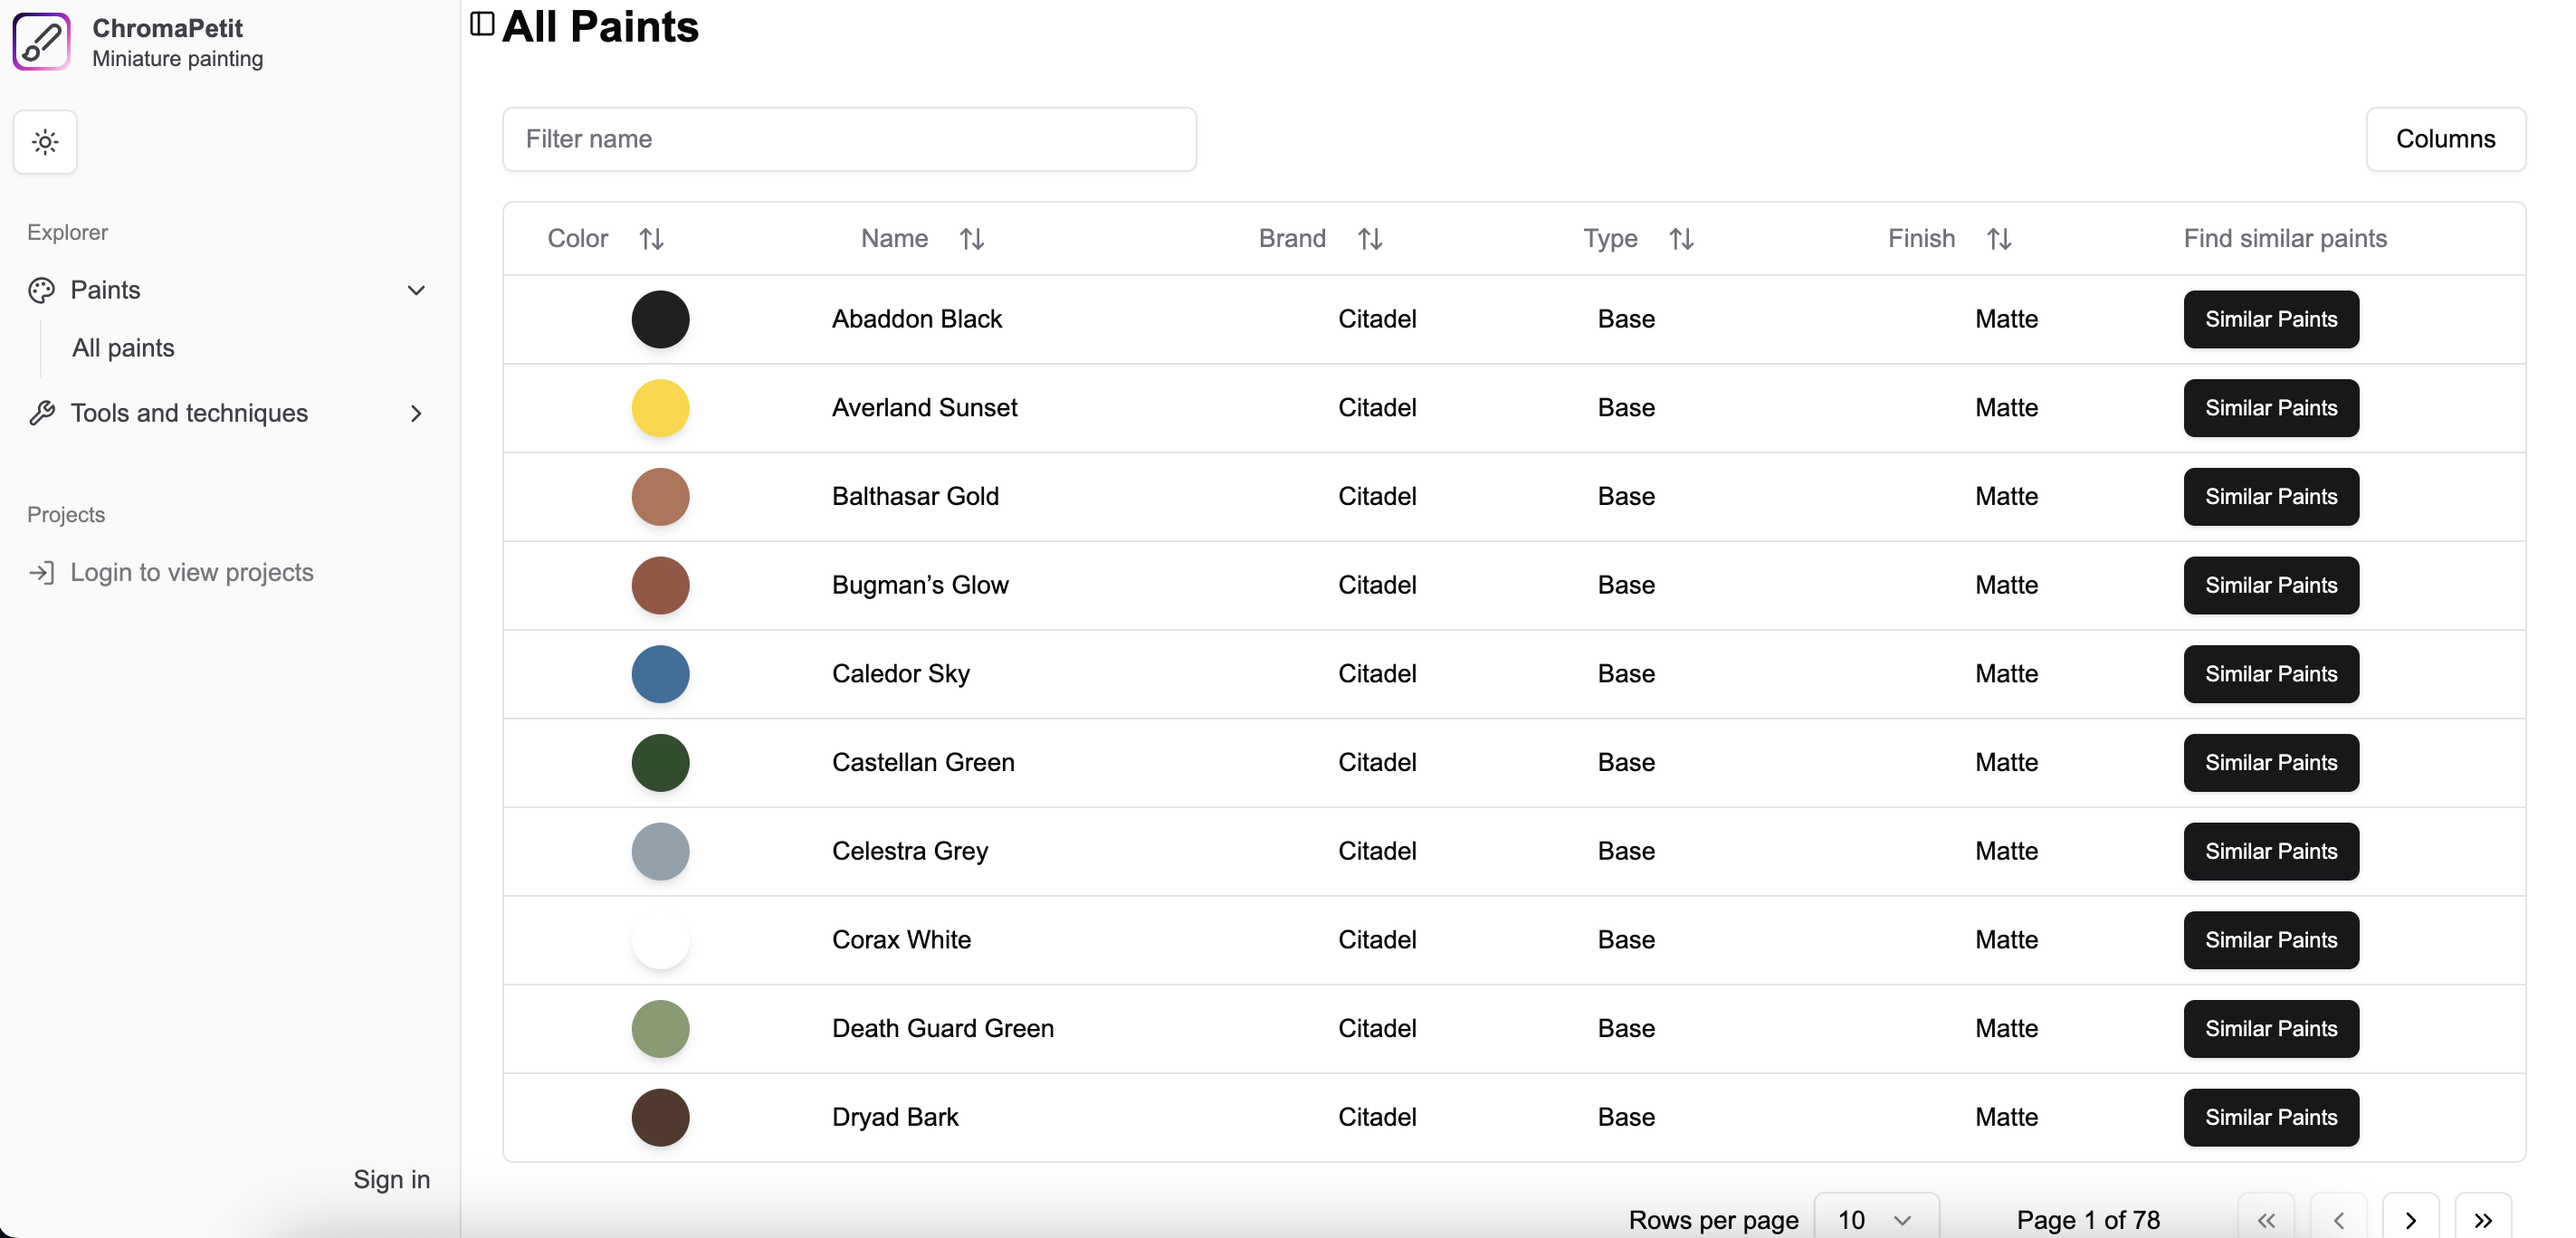 ChromaPetit
Miniature painting
Explorer
Paints
All paints
Tools and techniques
Projects
Login to view projects
Sign in
All Paints
Filter name
Columns
Color Name Brand Type Finish Find similar paints
Abaddon Black Citadel Base Matte Similar Paints
Averland Sunset Citadel Base Matte Similar Paints
Balthasar Gold Citadel Base Matte Similar Paints
Bugman’s Glow Citadel Base Matte Similar Paints
Caledor Sky Citadel Base Matte Similar Paints
Castellan Green Citadel Base Matte Similar Paints
Celestra Grey Citadel Base Matte Similar Paints
Corax White Citadel Base Matte Similar Paints
Death Guard Green Citadel Base Matte Similar Paints
Dryad Bark Citadel Base Matte Similar Paints
Rows per page 10 Page 1 of 78